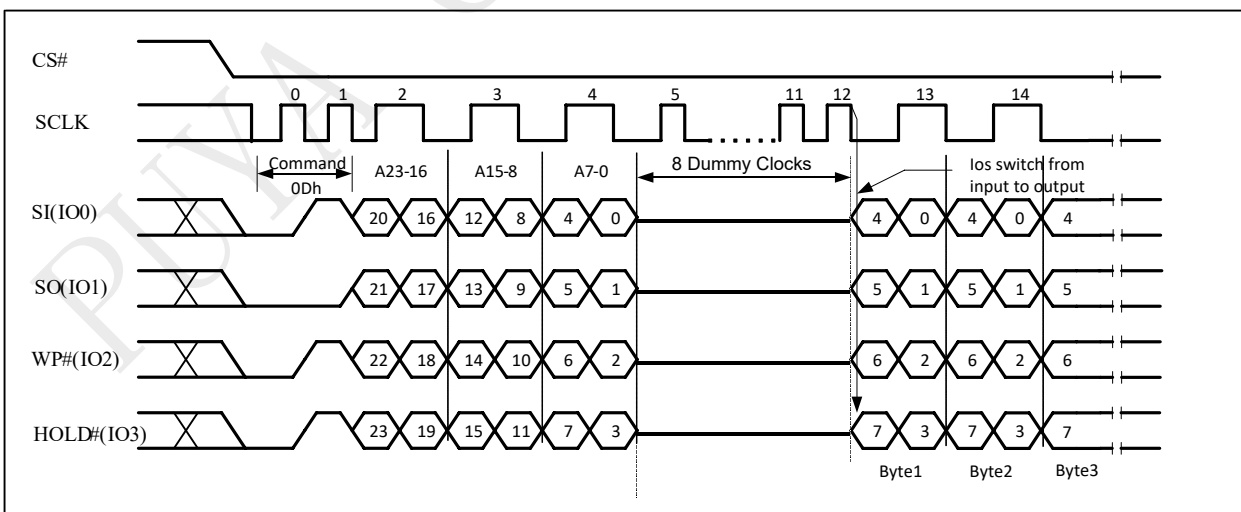 PUYA
CS#
0 1 2 3 4 5 11 12 13 14
SCLK
Command
0Dh
A23-16 A15-8 A7-0
8 Dummy Clocks
Ios switch from
input to output
SI(IO0) 20 16 12 8 4 0 4 0 4 0 4
SO(IO1) 21 17 13 9 5 1 5 1 5 1 5
WP#(IO2) 22 18 14 10 6 2 6 2 6 2 6
HOLD#(IO3) 23 19 15 11 7 3 7 3 7 3 7
Byte1 Byte2 Byte3